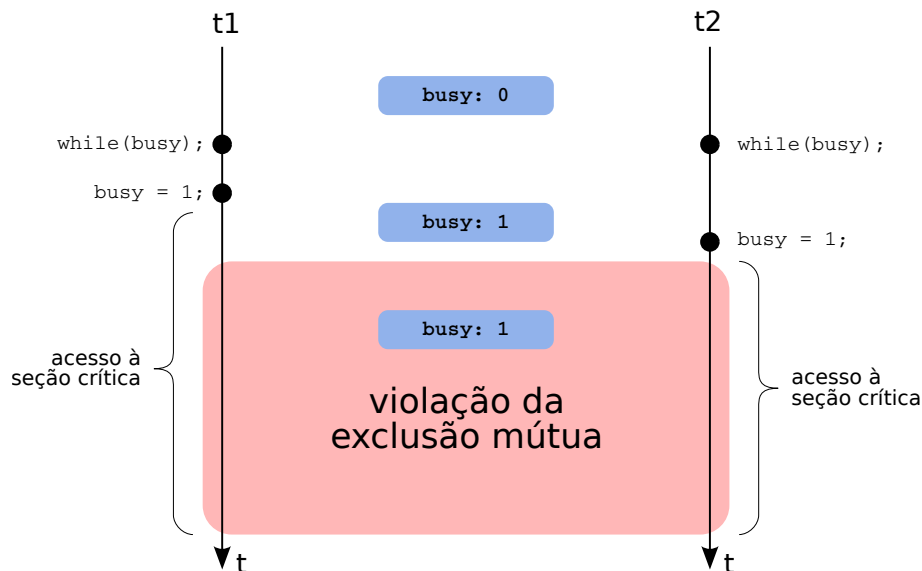 t1
t2
busy: 0
while(busy);
while(busy);
busy = 1;
busy: 1
busy = 1;
busy: 1
acesso à
seção crítica
acesso à
seção crítica
violação da
exclusão mútua
t
t